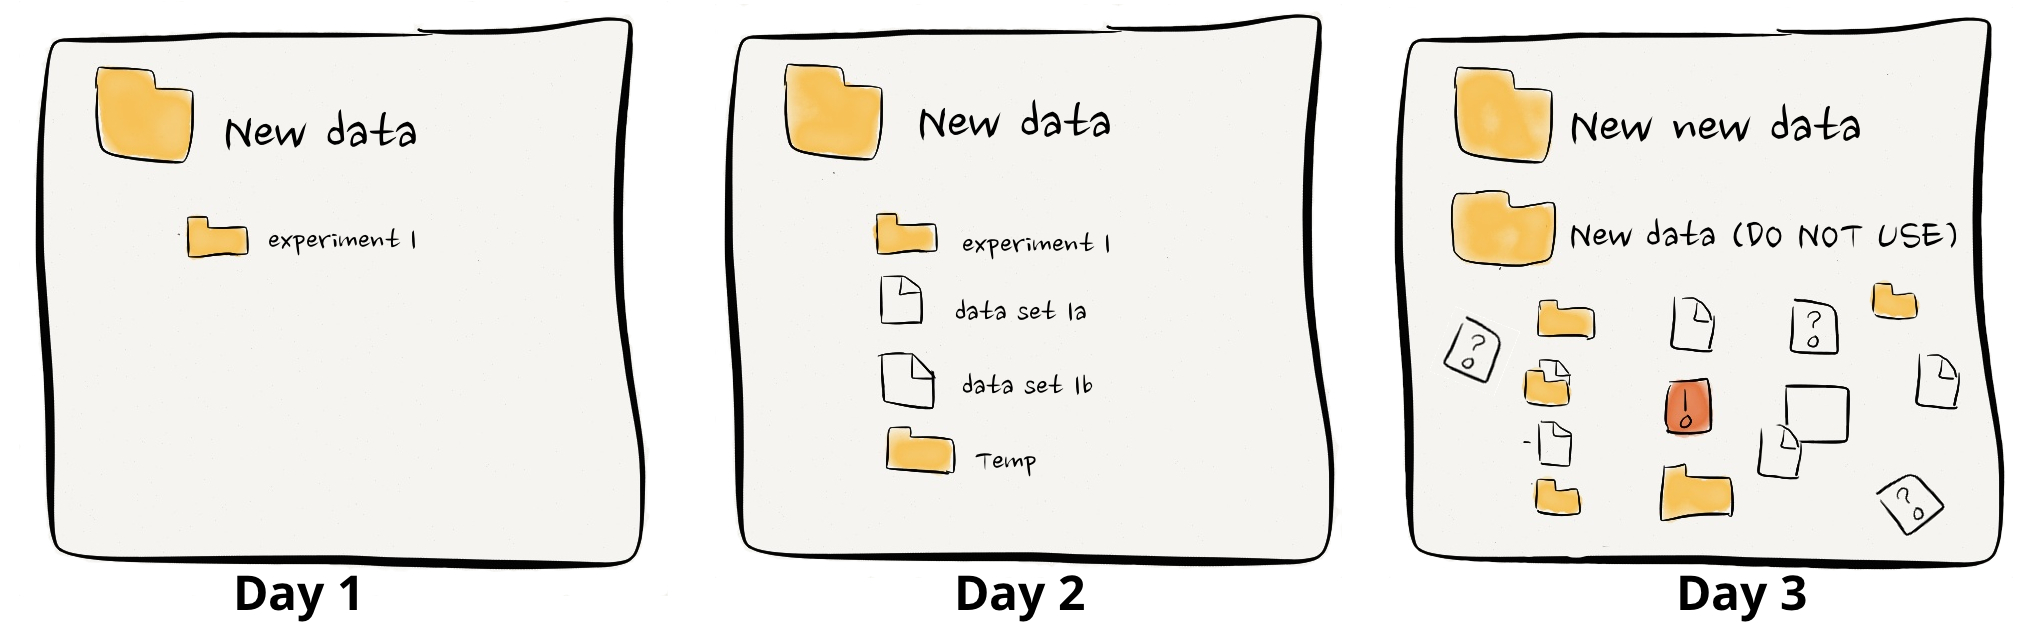 New data
experiment 1
Day 1
New data
experiment 1
data set 1a
data set 1b
Temp
Day 2
New new data
New data (DO NOT USE)
?
?
!
?
Day 3